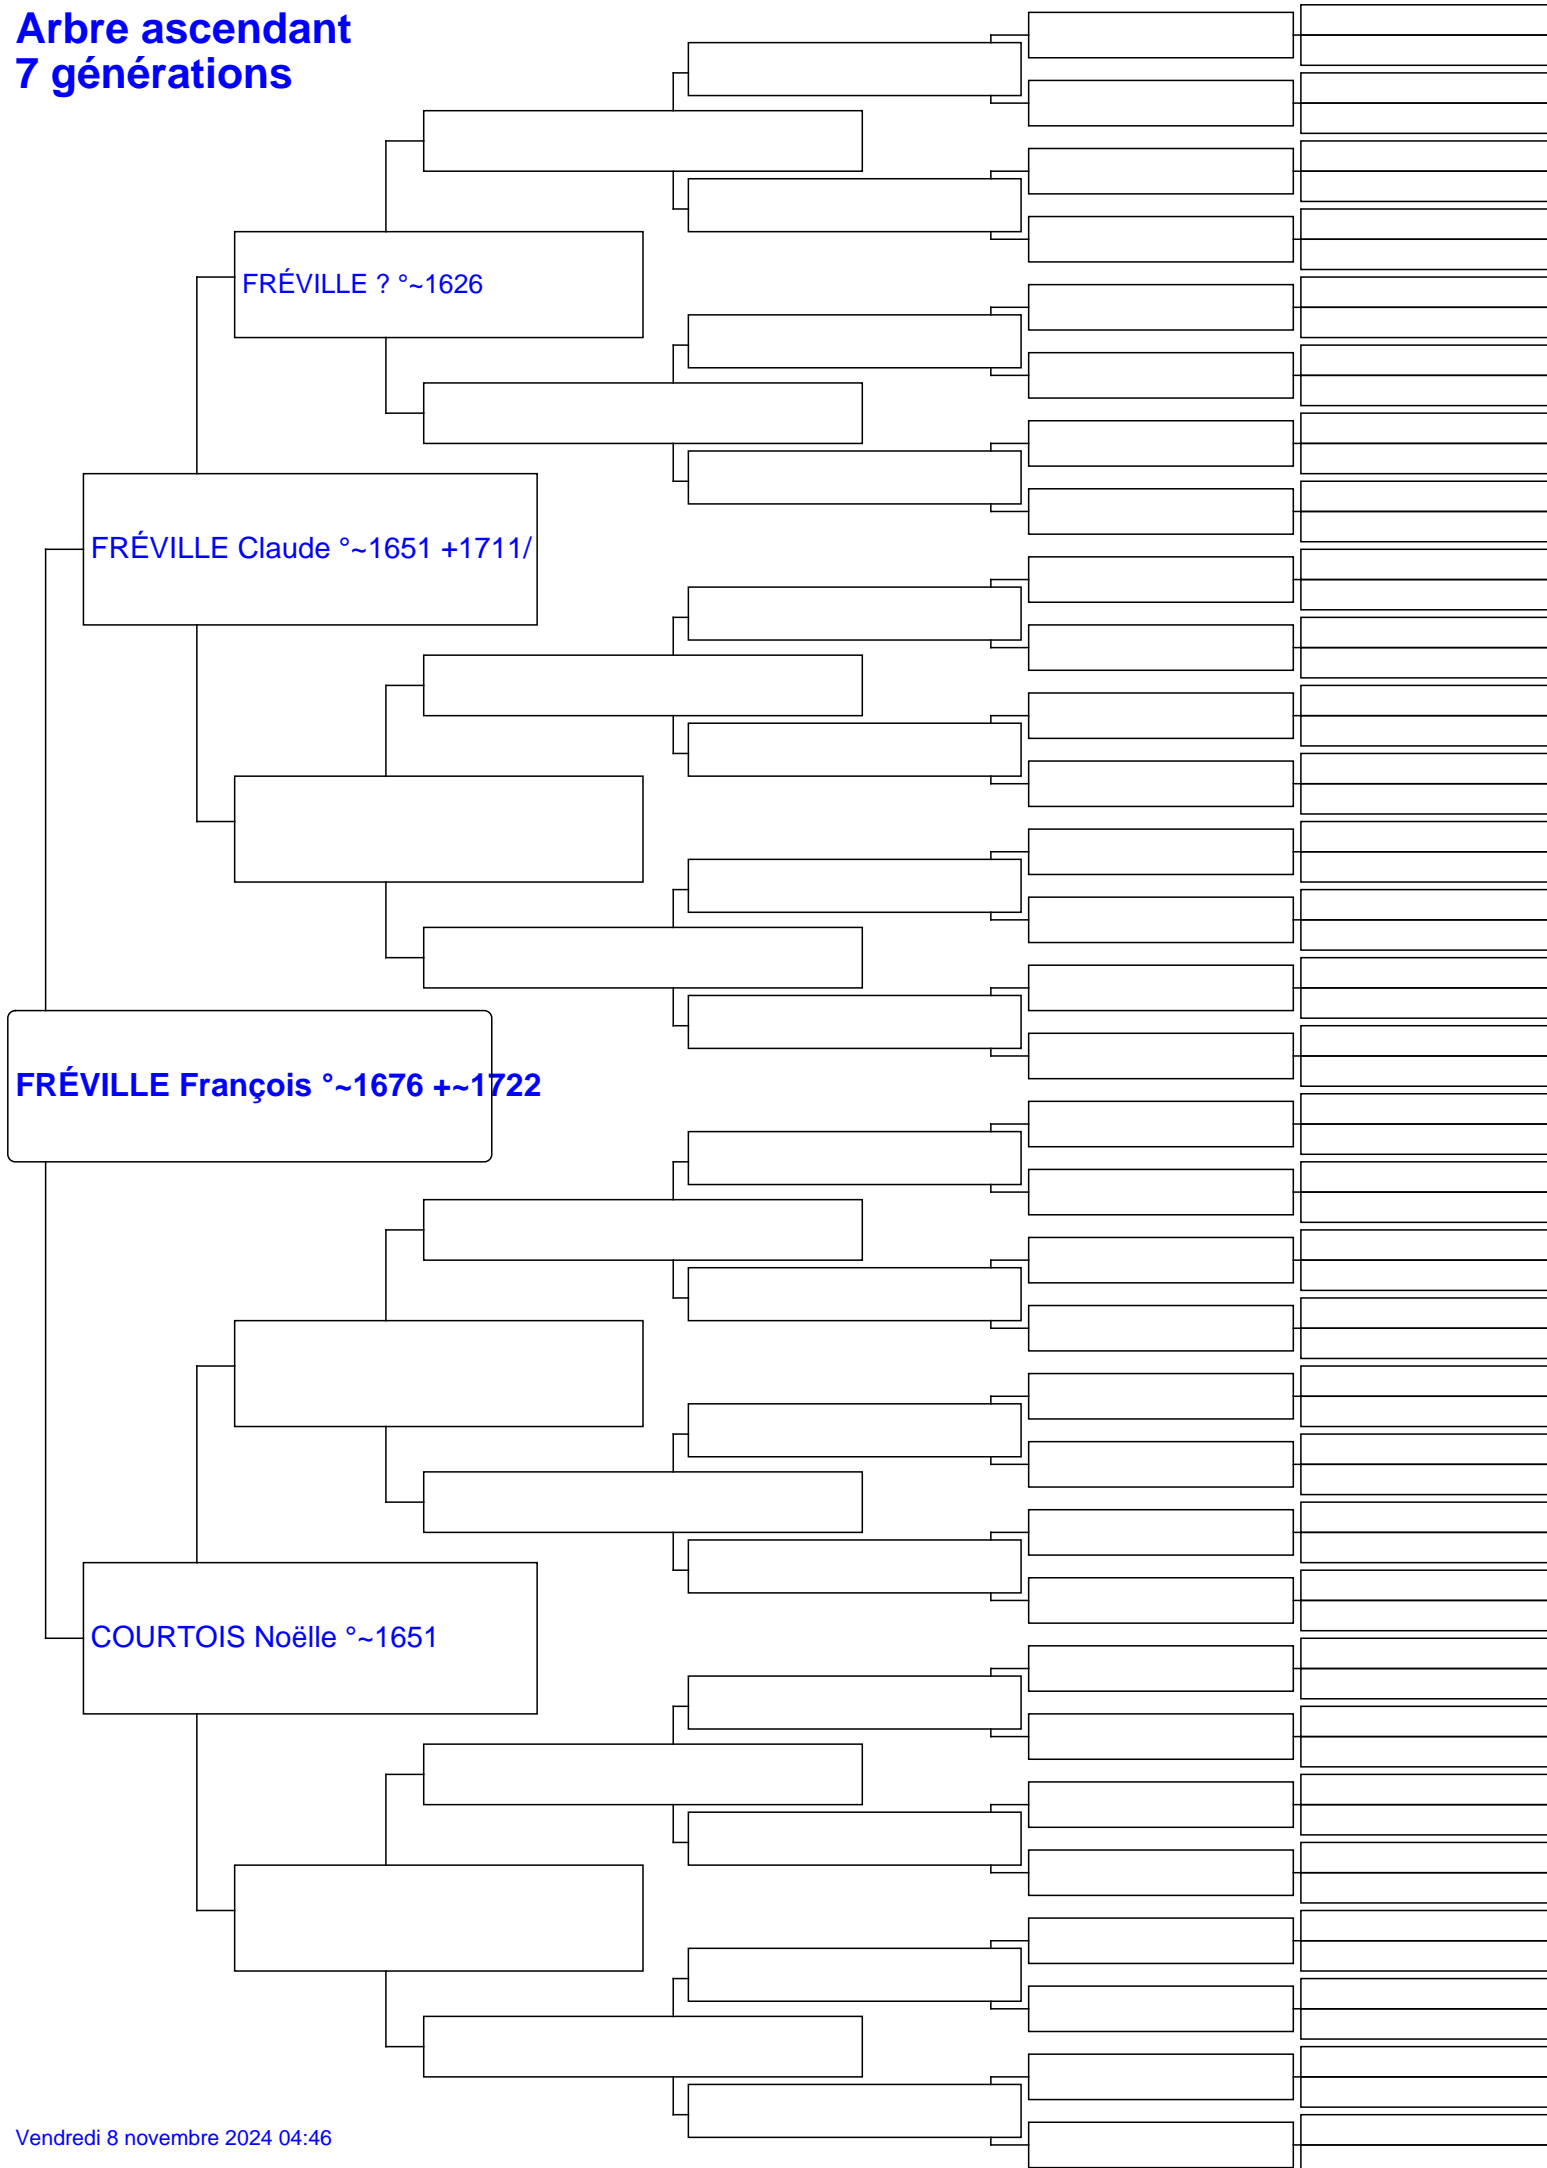 Arbre ascendant
7 générations
FRÉVILLE ? °~1626
FRÉVILLE Claude °~1651 +1711/
FRÉVILLE François °~1676 +~1722
COURTOIS Noëlle °~1651
Vendredi 8 novembre 2024 04:46